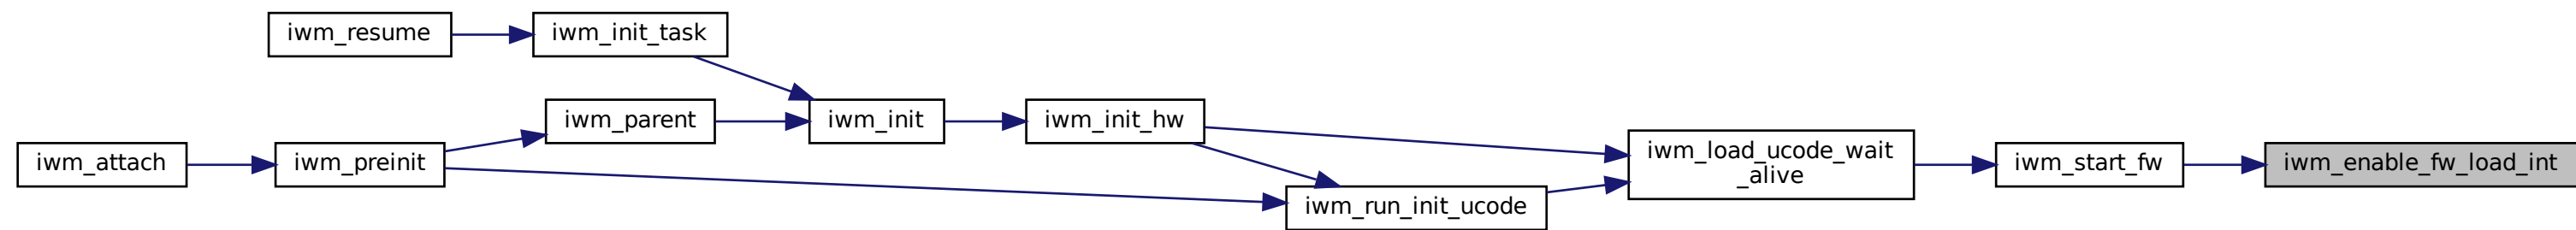 iwm_resume
iwm_init_task
iwm_parent
iwm_init
iwm_init_hw
iwm_attach
iwm_preinit
iwm_load_ucode_wait
_alive
iwm_start_fw
iwm_enable_fw_load_int
iwm_run_init_ucode